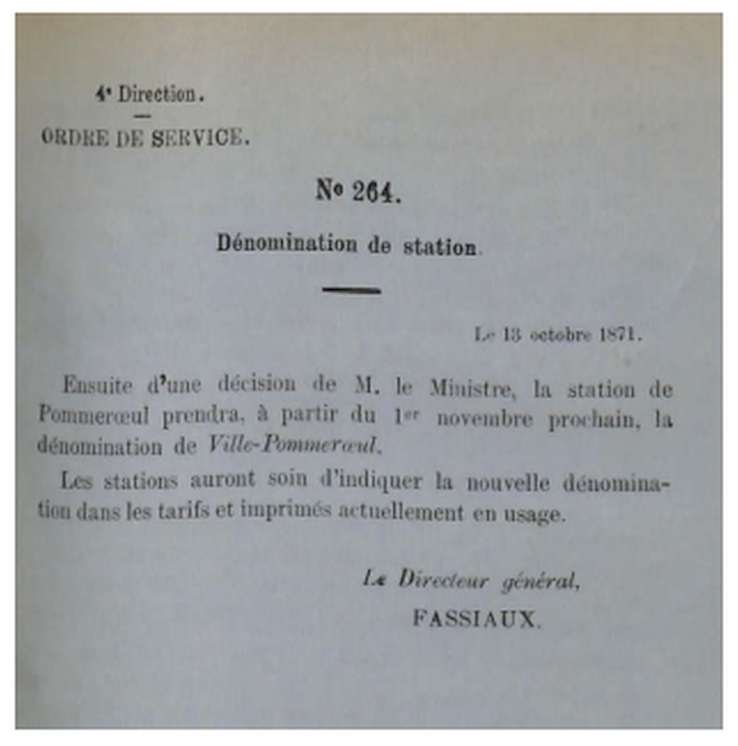 4e Direction.
ORDRE DE SERVICE.
No 264.
Dénomination de station.
Le 13 octobre 1871.
Ensuite d'une décision de M. le Ministre, la station de
Pommerœul prendra, à partir du 1er novembre prochain, la
dénomination de Ville-Pommerœul.
Les stations auront soin d'indiquer la nouvelle dénomina-
tion dans les tarifs et imprimés actuellement en usage.
Le Directeur général,
FASSIAUX.